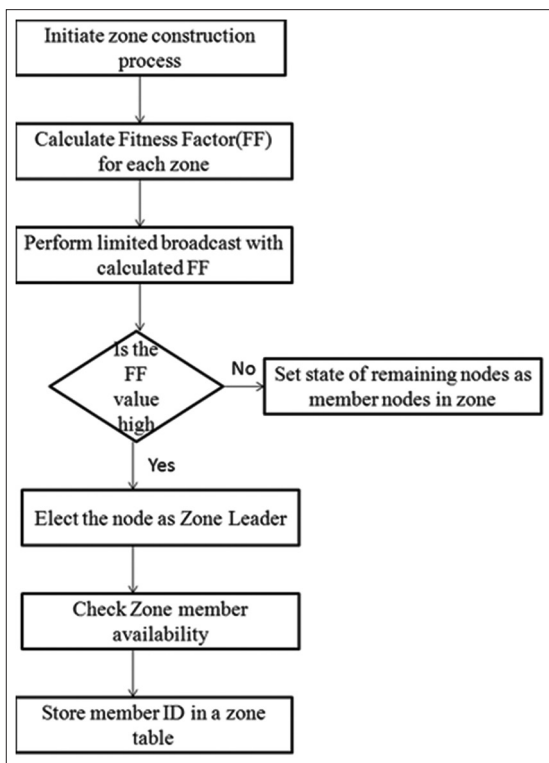 Initiate zone construction
process
Calculate Fitness Factor(FF)
for each zone
Perform limited broadcast with
calculated FF
Is the
FF
value
high
No
Set state of remaining nodes as
member nodes in zone
Yes
Elect the node as Zone Leader
Check Zone member
availability
Store member ID in a zone
table